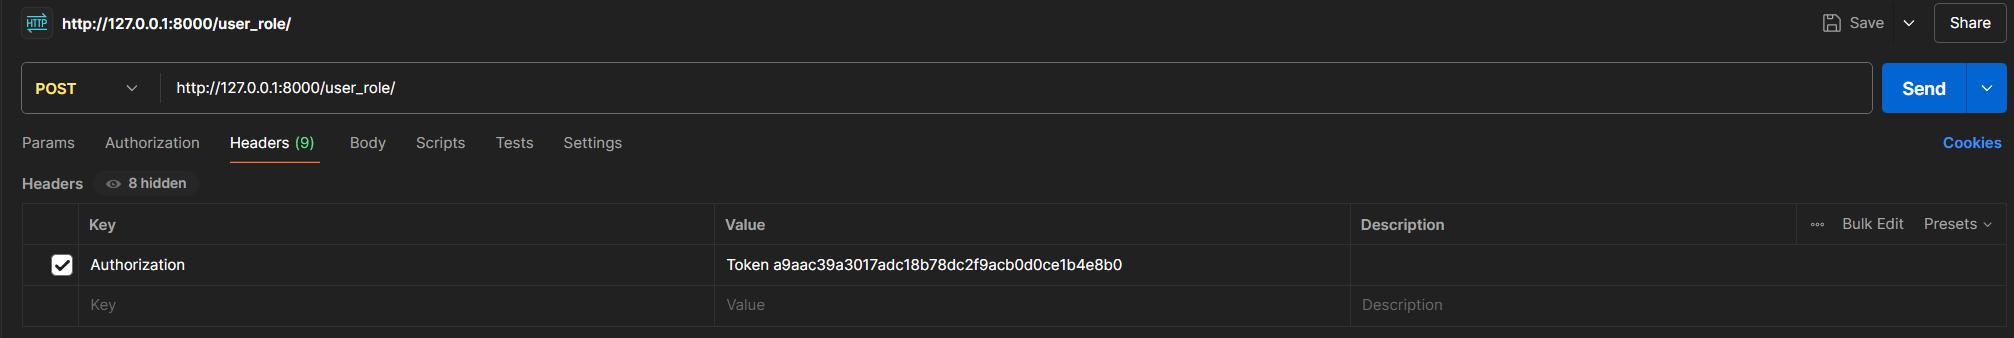 HTTP http://127.0.0.1:8000/user_role/ Save Share
POST http://127.0.0.1:8000/user_role/ Send
Params Authorization Headers (9) Body Scripts Tests Settings Cookies
Headers 8 hidden
Key Value Description Bulk Edit Presets
Authorization Token a9aac39a3017adc18b78dc2f9acb0d0ce1b4e8b0
Key Value Description